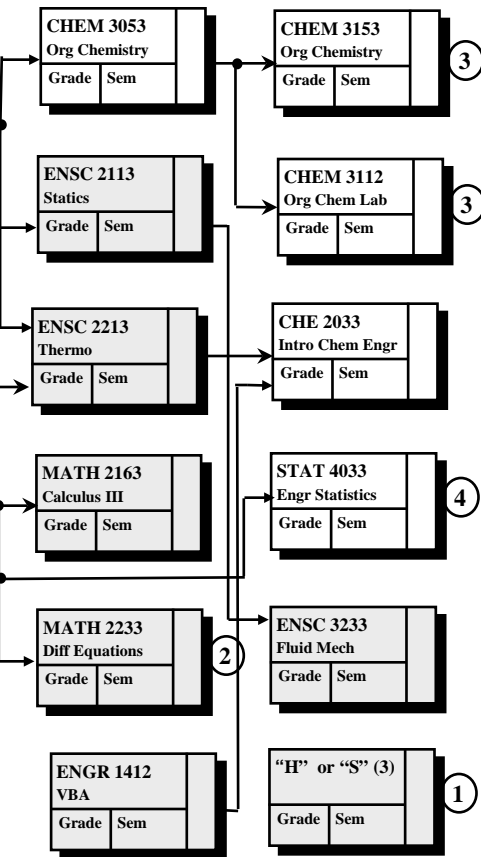 CHEM 3053
Org Chemistry
Grade Sem
CHEM 3153
Org Chemistry
Grade Sem
3
ENSC 2113
Statics
Grade Sem
CHEM 3112
Org Chem Lab
Grade Sem
3
ENSC 2213
Thermo
Grade Sem
CHE 2033
Intro Chem Engr
Grade Sem
MATH 2163
Calculus III
Grade Sem
STAT 4033
Engr Statistics
Grade Sem
4
MATH 2233
Diff Equations
Grade Sem
2
ENSC 3233
Fluid Mech
Grade Sem
ENGR 1412
VBA
Grade Sem
“H” or “S” (3)
Grade Sem
1